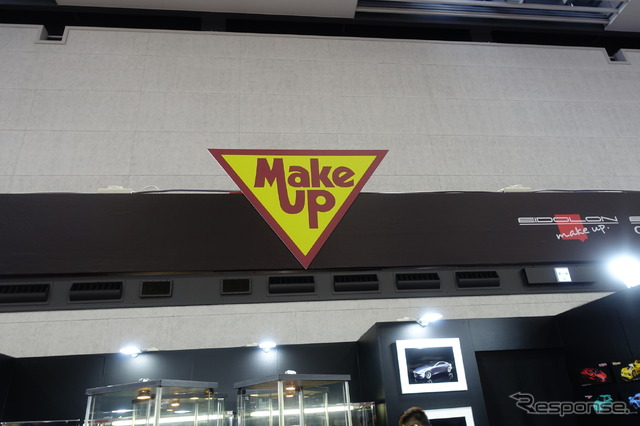 Make
Up
EIDOLON
make up.
Response.